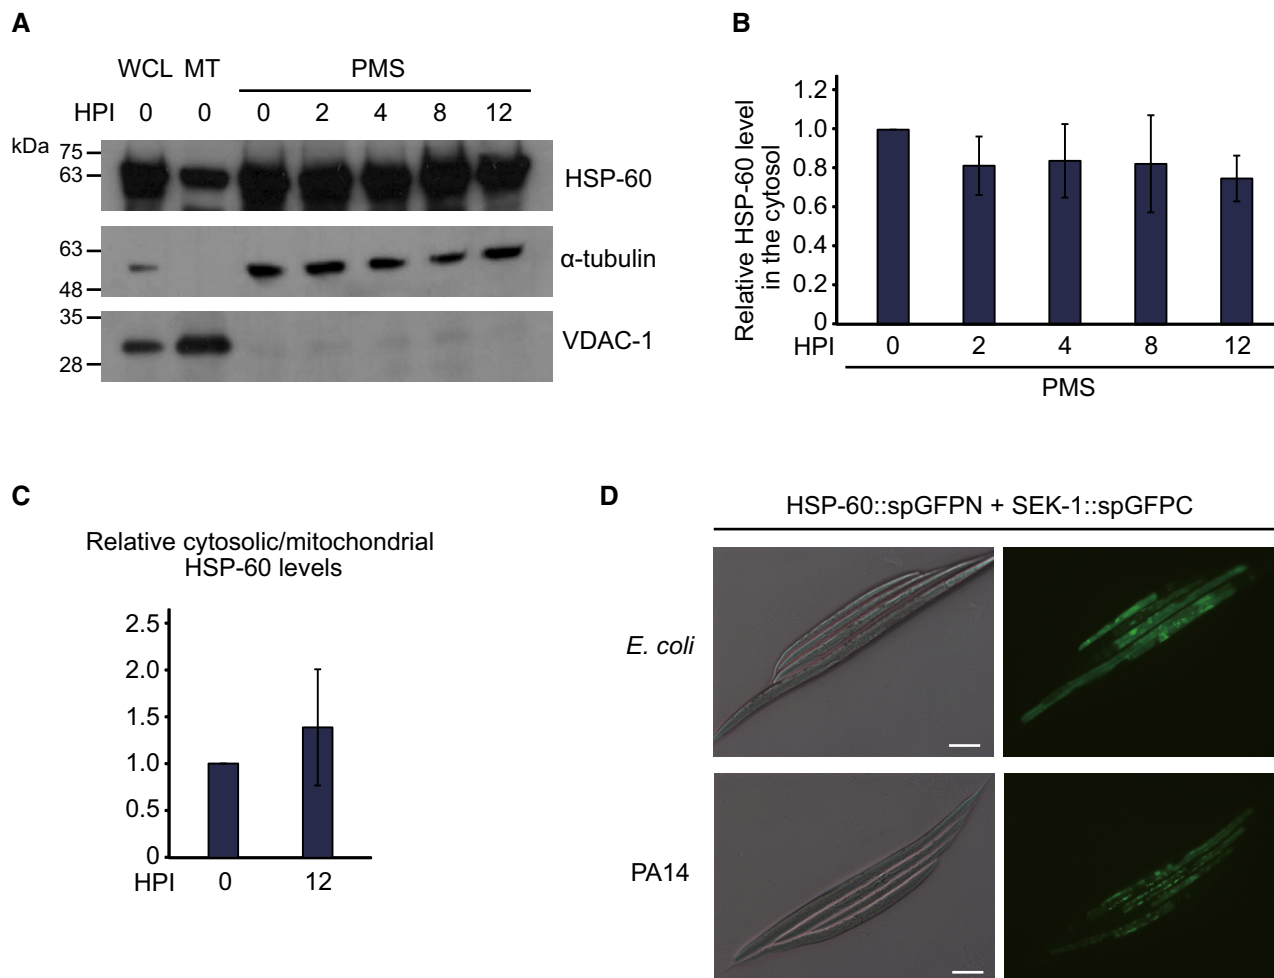 A
WCL MT PMS
HPI 0 0 0 2 4 8 12
kDa
75
63
HSP-60
63
48
α-tubulin
35
28
VDAC-1
B
Relative HSP-60 level
in the cytosol
1.2
1.0
0.8
0.6
0.4
0.2
0
HPI 0 2 4 8 12
PMS
C
Relative cytosolic/mitochondrial
HSP-60 levels
2.5
2.0
1.5
1.0
0.5
0
HPI 0 12
D
HSP-60::spGFPN + SEK-1::spGFPC
E. coli
PA14